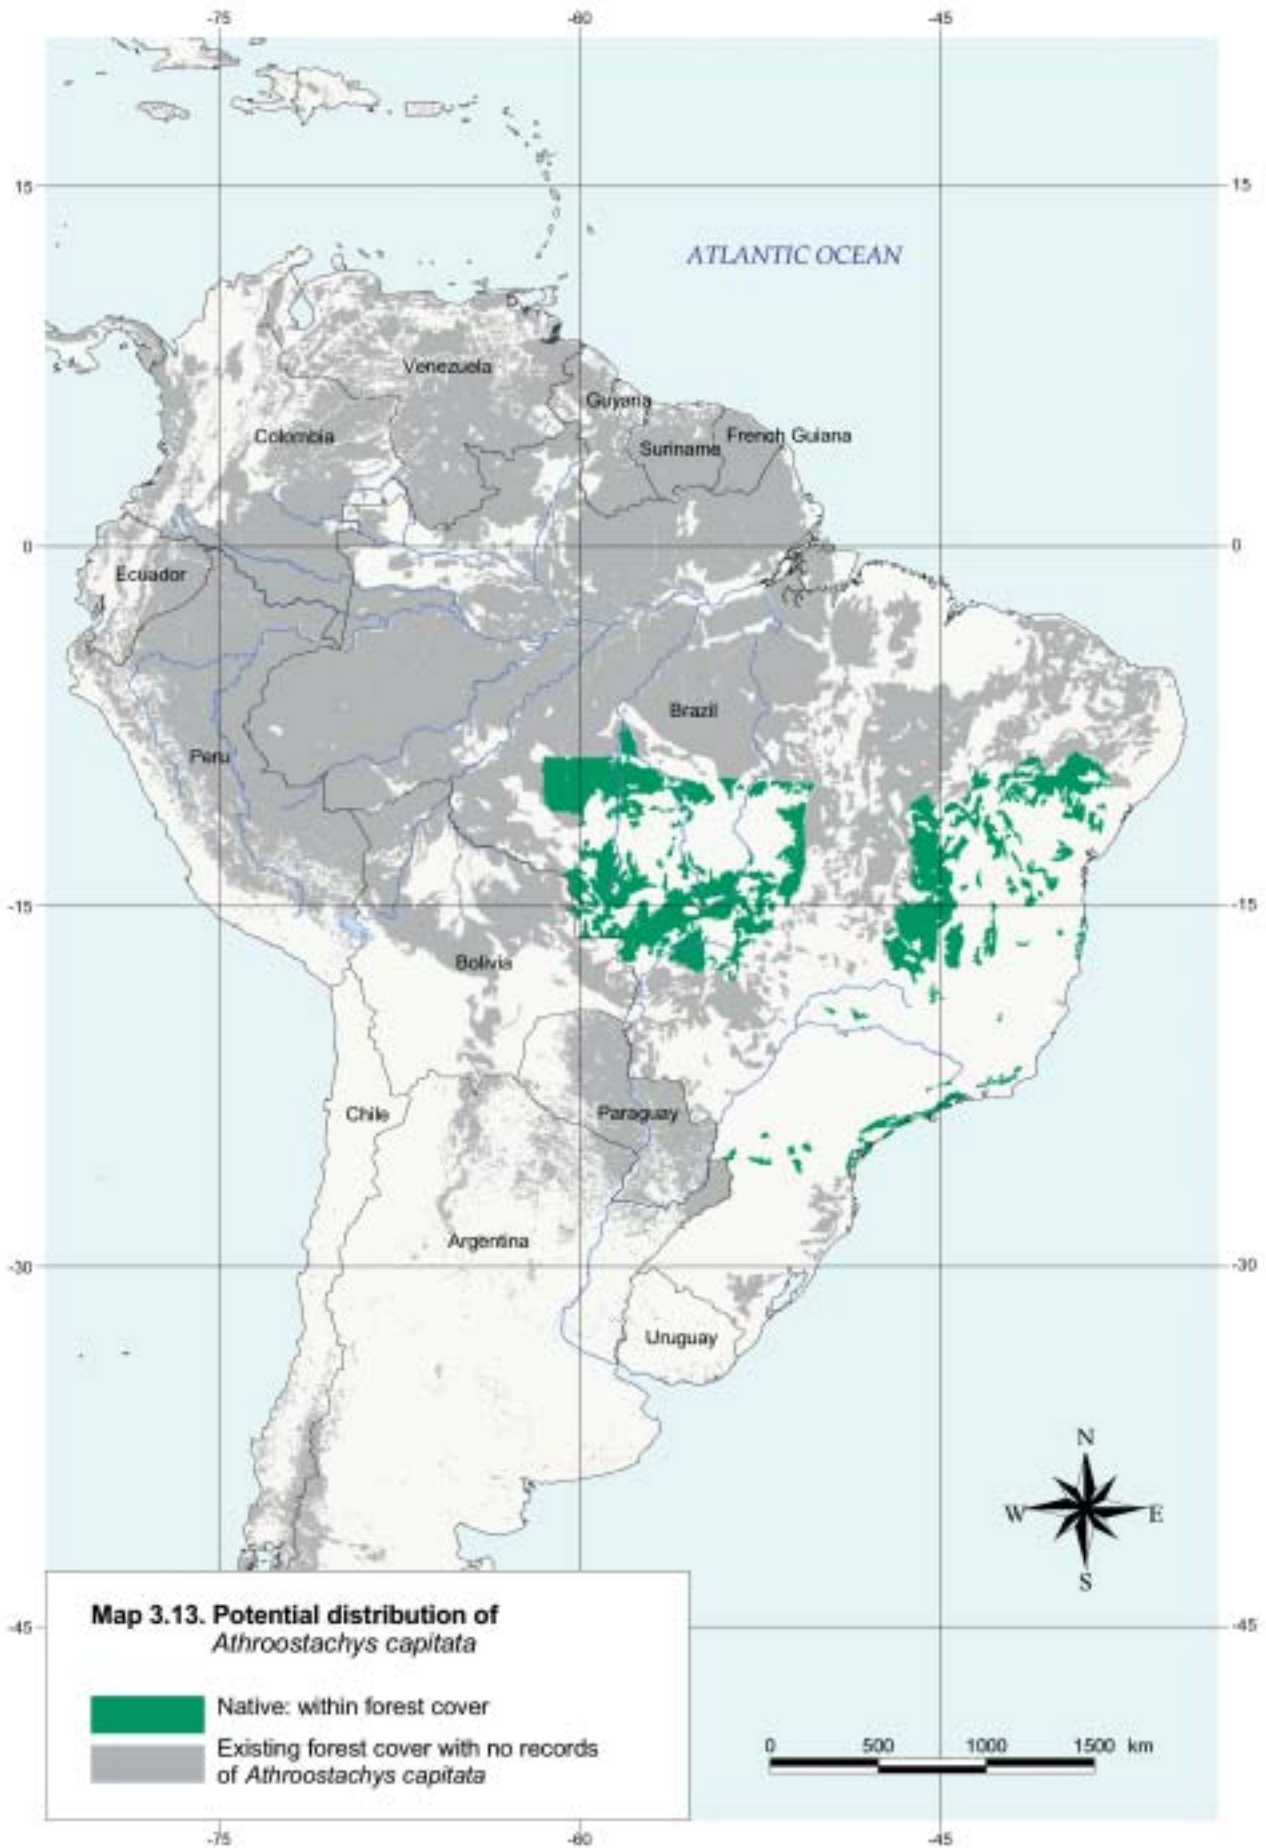 -75 -60 -45
15 15
ATLANTIC OCEAN
Venezuela
Guyana
Colombia
Suriname
French Guiana
0 0
Ecuador
Brazil
Peru
-15 -15
Bolivia
Chile
Paraguay
Argentina
-30 -30
Uruguay
N
W E
S
Map 3.13. Potential distribution of
Athroostachys capitata
-45 -45
Native: within forest cover
Existing forest cover with no records
of Athroostachys capitata
0 500 1000 1500 km
-75 -60 -45